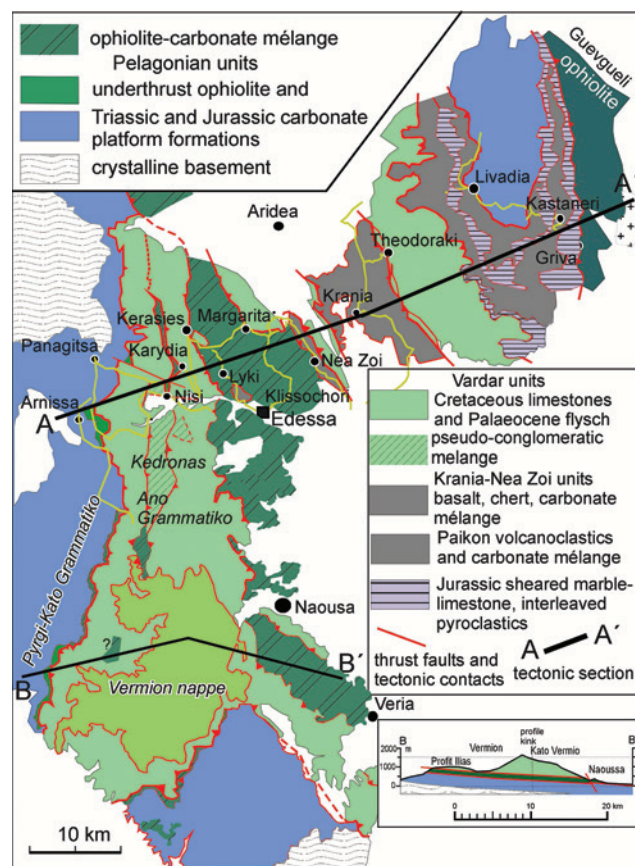 ophiolite-carbonate mélange
Pelagonian units
underthrust ophiolite and
Triassic and Jurassic carbonate
platform formations
crystalline basement
Guevgueli
ophiolite
Livadia
Kastaneri
A´
Aridea
Theodoraki
Griva
Krania
Margarita
Kerasies
Panagitsa
Karydia
Nea Zoi
Lyki
Arnissa
Nisi
Klissochori
A
Edessa
Kedronas
Ano
Grammatiko
Pyrgi-Kato Grammatiko
Naousa
?
B
B´
Vermion nappe
Veria
10 km
Vardar units
Cretaceous limestones
and Palaeocene flysch
pseudo-conglomeratic
melange
Krania-Nea Zoi units
basalt, chert, carbonate
mélange
Paikon volcanoclastics
and carbonate mélange
Jurassic sheared marble-
limestone, interleaved
pyroclastics
thrust faults and
tectonic contacts
A A´
tectonic section
profile
kink
B
B
m
Vermion
Kato Vermio
2000
Profit Ilias
Naoussa
1000
0
0 10 20 km